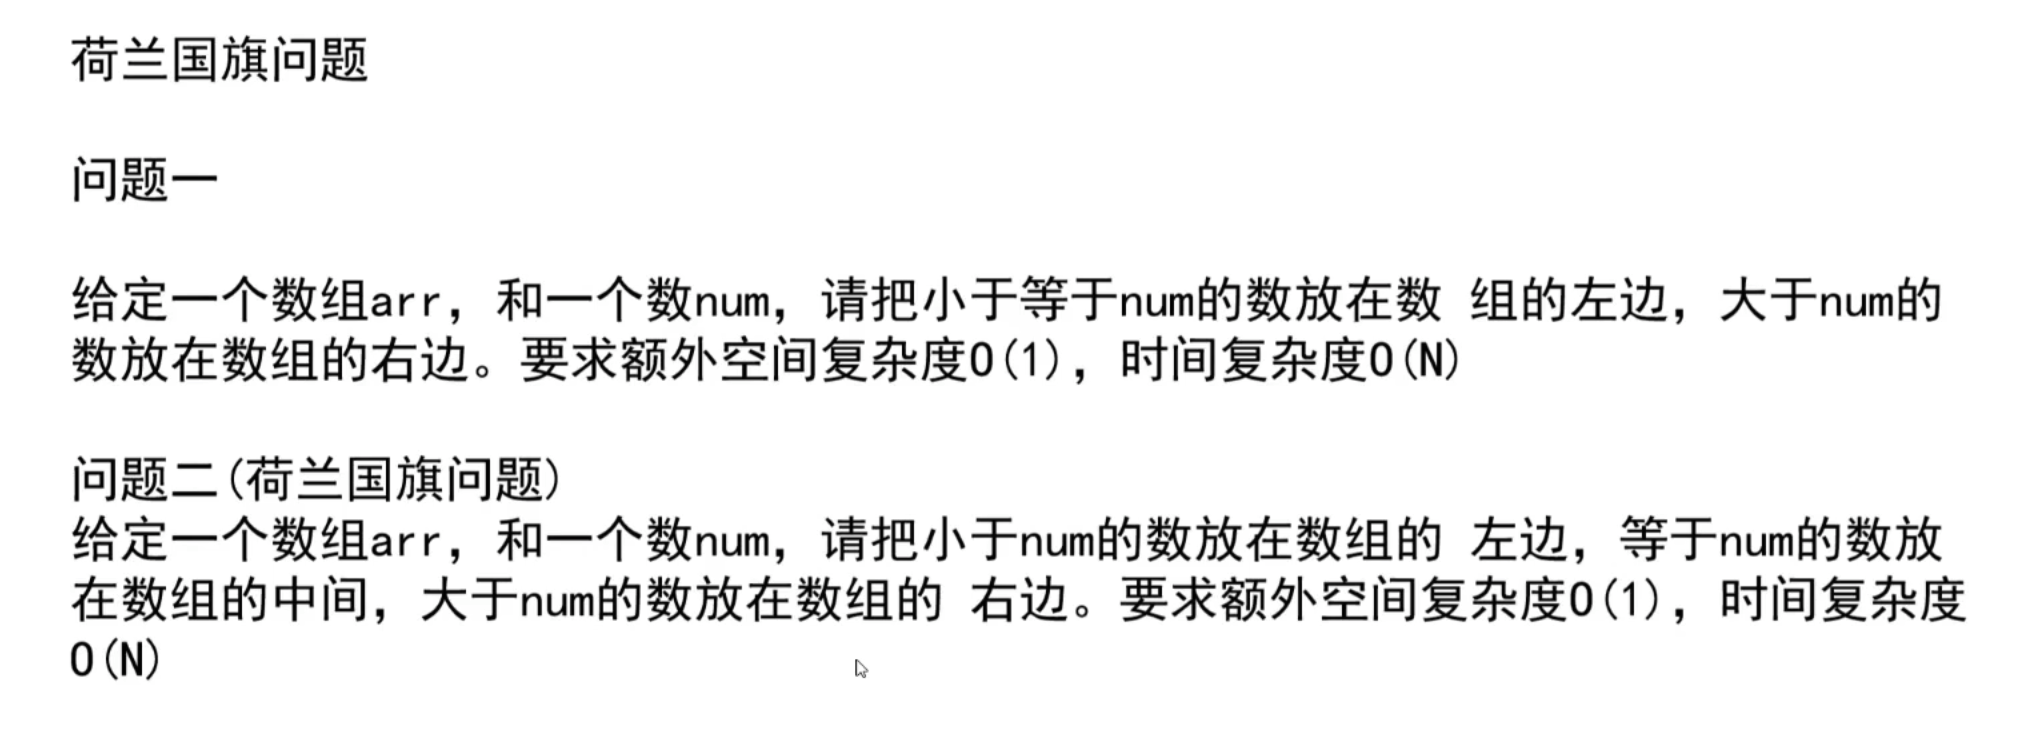 荷兰国旗问题
问题一
给定一个数组arr，和一个数num，请把小于等于num的数放在数 组的左边，大于num的
数放在数组的右边。要求额外空间复杂度O(1)，时间复杂度O(N)
问题二(荷兰国旗问题)
给定一个数组arr，和一个数num，请把小于num的数放在数组的 左边，等于num的数放
在数组的中间，大于num的数放在数组的 右边。要求额外空间复杂度O(1)，时间复杂度
O(N)